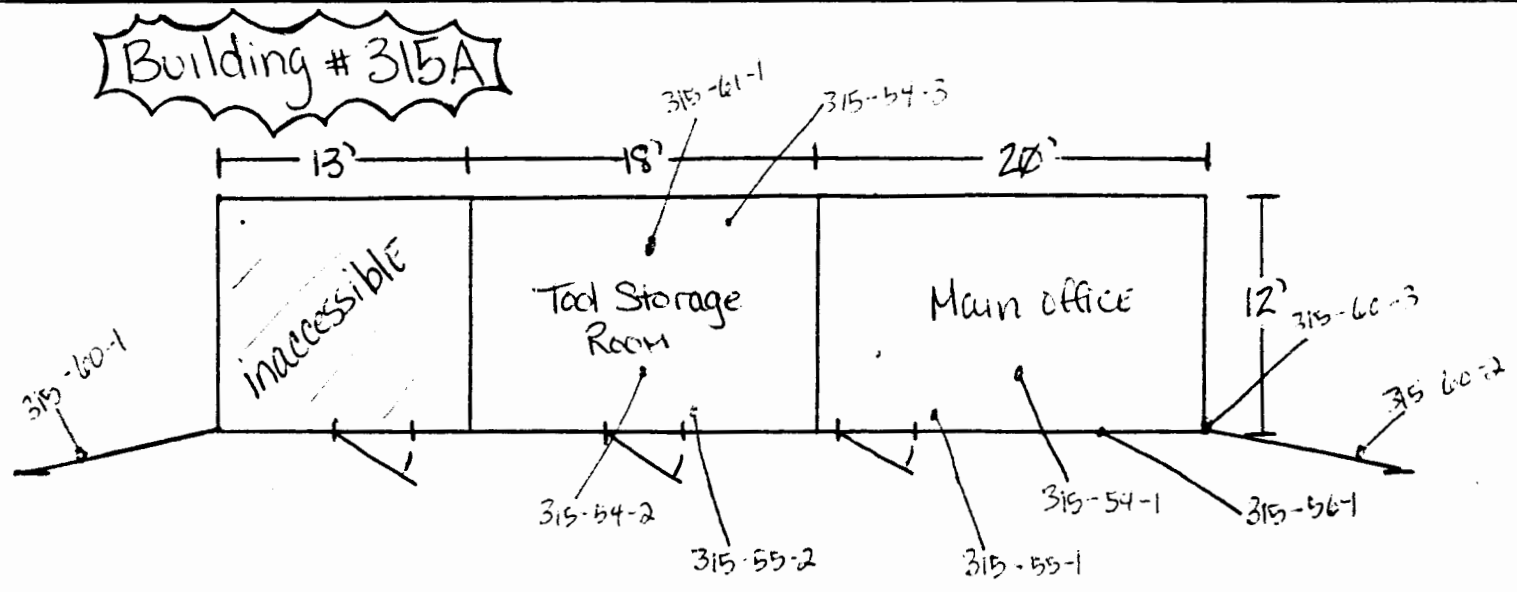 Building # 315A
315-61-1
315-54-3
13'
18'
20'
inaccessible
Tool Storage
Room
Main office
12'
315-60-3
315-60-1
315-60-2
315-54-2
315-54-1
315-56-1
315-55-2
315-55-1